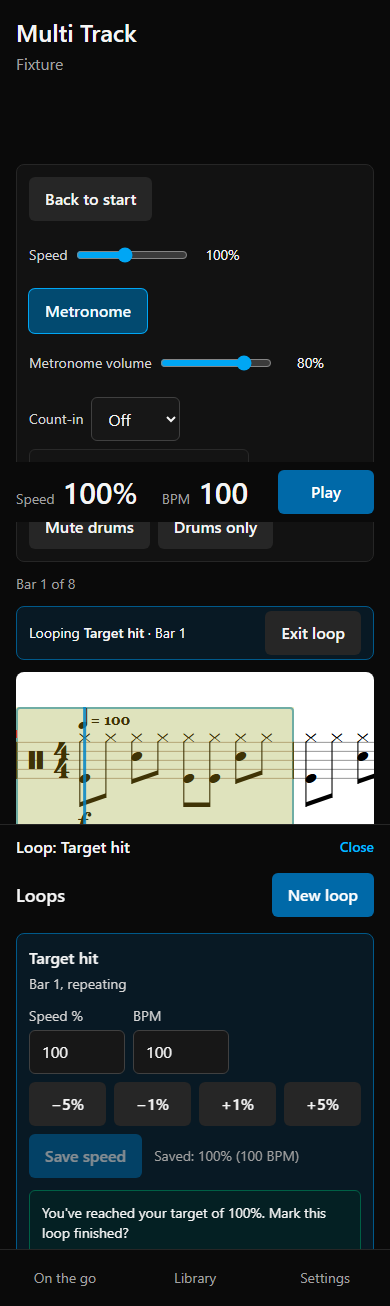 Multi Track
Fixture
Back to start
Speed 100%
Metronome
Metronome volume 80%
Count-in Off
Speed 100% BPM 100 Play
Mute drums Drums only
Bar 1 of 8
Looping Target hit · Bar 1 Exit loop
= 100
4
4
f
Loop: Target hit Close
Loops New loop
Target hit
Bar 1, repeating
Speed % BPM
100 100
−5% −1% +1% +5%
Save speed Saved: 100% (100 BPM)
You've reached your target of 100%. Mark this
loop finished?
On the go Library Settings